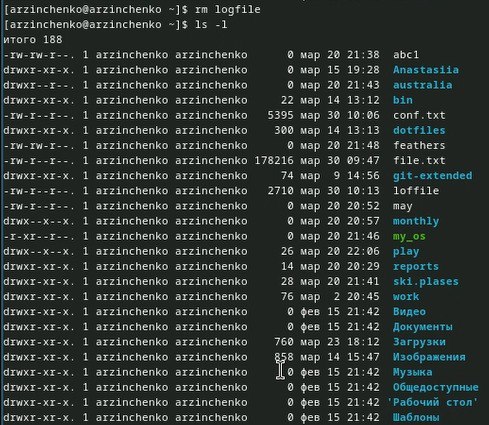 [arzinchenko@arzinchenko ~]$ rm logfile
[arzinchenko@arzinchenko ~]$ ls -l
итого 188
-rw-rw-r--. 1 arzinchenko arzinchenko 0 мар 20 21:38 abc1
drwxr-xr-x. 1 arzinchenko arzinchenko 0 мар 15 19:28 Anastasiia
drwxr--r--. 1 arzinchenko arzinchenko 0 мар 20 21:43 australia
drwxr-xr-x. 1 arzinchenko arzinchenko 22 мар 14 13:12 bin
-rw-r--r--. 1 arzinchenko arzinchenko 5395 мар 30 10:06 conf.txt
drwxr-xr-x. 1 arzinchenko arzinchenko 300 мар 14 13:13 dotfiles
-rw-rw-r--. 1 arzinchenko arzinchenko 0 мар 20 21:48 feathers
-rw-r--r--. 1 arzinchenko arzinchenko 178216 мар 30 09:47 file.txt
drwxr-xr-x. 1 arzinchenko arzinchenko 74 мар 9 14:56 git-extended
-rw-r--r--. 1 arzinchenko arzinchenko 2710 мар 30 10:13 loffile
-rw-r--r--. 1 arzinchenko arzinchenko 0 мар 20 20:52 may
drwx--x--x. 1 arzinchenko arzinchenko 0 мар 20 20:57 monthly
-r-xr--r--. 1 arzinchenko arzinchenko 0 мар 20 21:46 my_os
drwx--x--x. 1 arzinchenko arzinchenko 26 мар 20 22:06 play
drwxr-xr-x. 1 arzinchenko arzinchenko 14 мар 20 20:29 reports
drwxr-xr-x. 1 arzinchenko arzinchenko 28 мар 20 21:41 ski.plases
drwxr-xr-x. 1 arzinchenko arzinchenko 76 мар 2 20:45 work
drwxr-xr-x. 1 arzinchenko arzinchenko 0 фев 15 21:42 Видео
drwxr-xr-x. 1 arzinchenko arzinchenko 0 фев 15 21:42 Документы
drwxr-xr-x. 1 arzinchenko arzinchenko 760 мар 23 18:12 Загрузки
drwxr-xr-x. 1 arzinchenko arzinchenko 858 мар 14 15:47 Изображения
drwxr-xr-x. 1 arzinchenko arzinchenko 0 фев 15 21:42 Музыка
drwxr-xr-x. 1 arzinchenko arzinchenko 0 фев 15 21:42 Общедоступные
drwxr-xr-x. 1 arzinchenko arzinchenko 0 фев 15 21:42 'Рабочий стол'
drwxr-xr-x. 1 arzinchenko arzinchenko 0 фев 15 21:42 Шаблоны